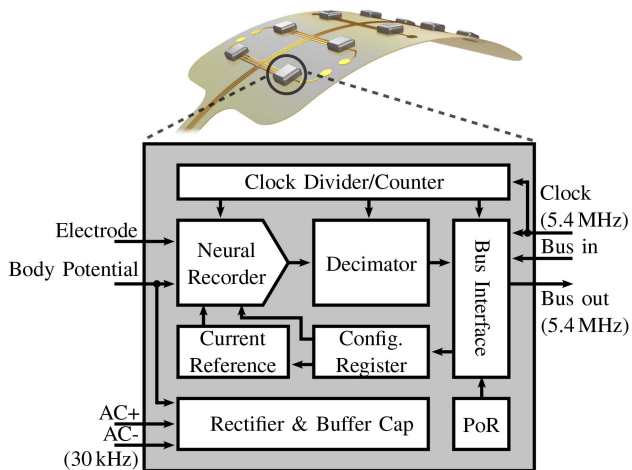 Clock Divider/Counter
Clock
(5.4 MHz)
Electrode
Neural
Recorder
Decimator
Bus Interface
Bus in
Body Potential
Bus out
(5.4 MHz)
Current
Reference
Config.
Register
AC+
AC-
(30 kHz)
Rectifier & Buffer Cap
PoR